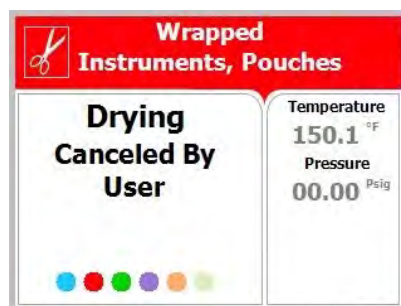 Wrapped
Instruments, Pouches
Drying
Canceled By
User
Temperature
150.1 °F
Pressure
00.00 Psig